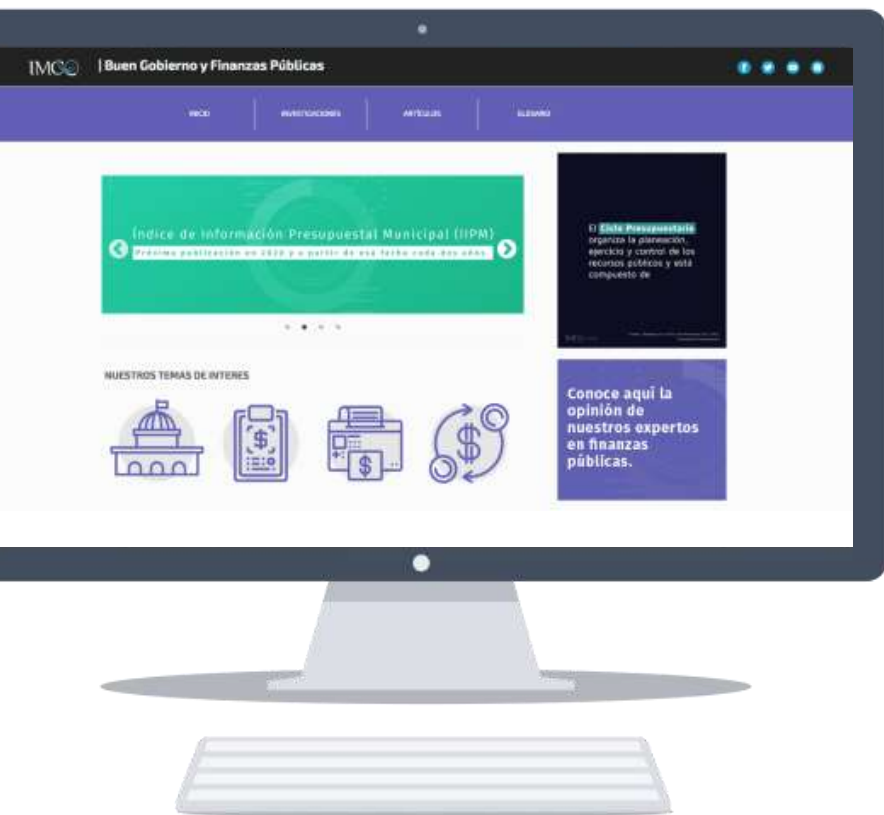 IMCO | Buen Gobierno y Finanzas Públicas
INICIO INVESTIGACIONES ARTÍCULOS GLOSARIO
Índice de Información Presupuestal Municipal (IIPM)
Próxima publicación en 2020 y a partir de esa fecha cada dos años.
El Ciclo Presupuestario
organiza la planeación,
ejercicio y control de los
recursos públicos y está
compuesto de
IMCO
NUESTROS TEMAS DE INTERES
Conoce aquí la
opinión de
nuestros expertos
en finanzas
públicas.